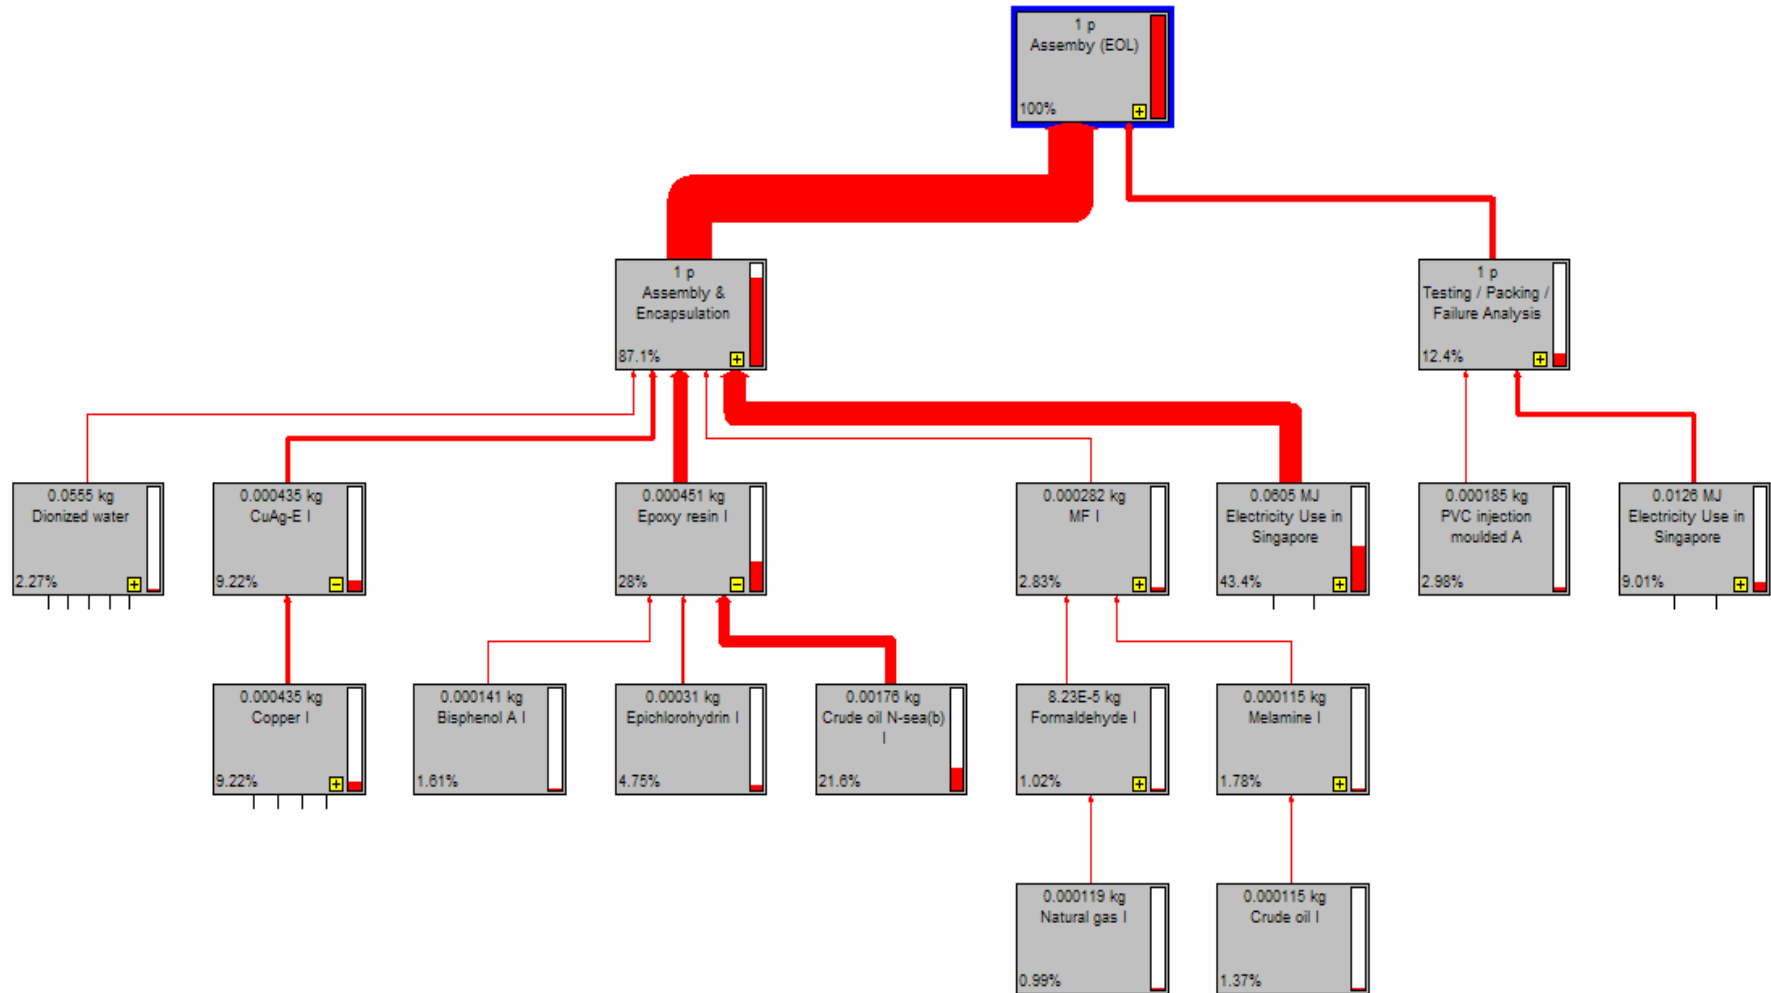 1 p
Assemby (EOL)
100%
1 p
Assembly &
Encapsulation
87.1%
1 p
Testing / Packing /
Failure Analysis
12.4%
0.0555 kg
Dionized water
2.27%
0.000435 kg
CuAg-E I
9.22%
0.000451 kg
Epoxy resin I
28%
0.000282 kg
MF I
2.83%
0.0605 MJ
Electricity Use in
Singapore
43.4%
0.000185 kg
PVC injection
moulded A
2.98%
0.0126 MJ
Electricity Use in
Singapore
9.01%
0.000435 kg
Copper I
9.22%
0.000141 kg
Bisphenol A I
1.61%
0.00031 kg
Epichlorohydrin I
4.75%
0.00176 kg
Crude oil N-sea(b)
I
21.6%
8.23E-5 kg
Formaldehyde I
1.02%
0.000115 kg
Melamine I
1.78%
0.000119 kg
Natural gas I
0.99%
0.000115 kg
Crude oil I
1.37%